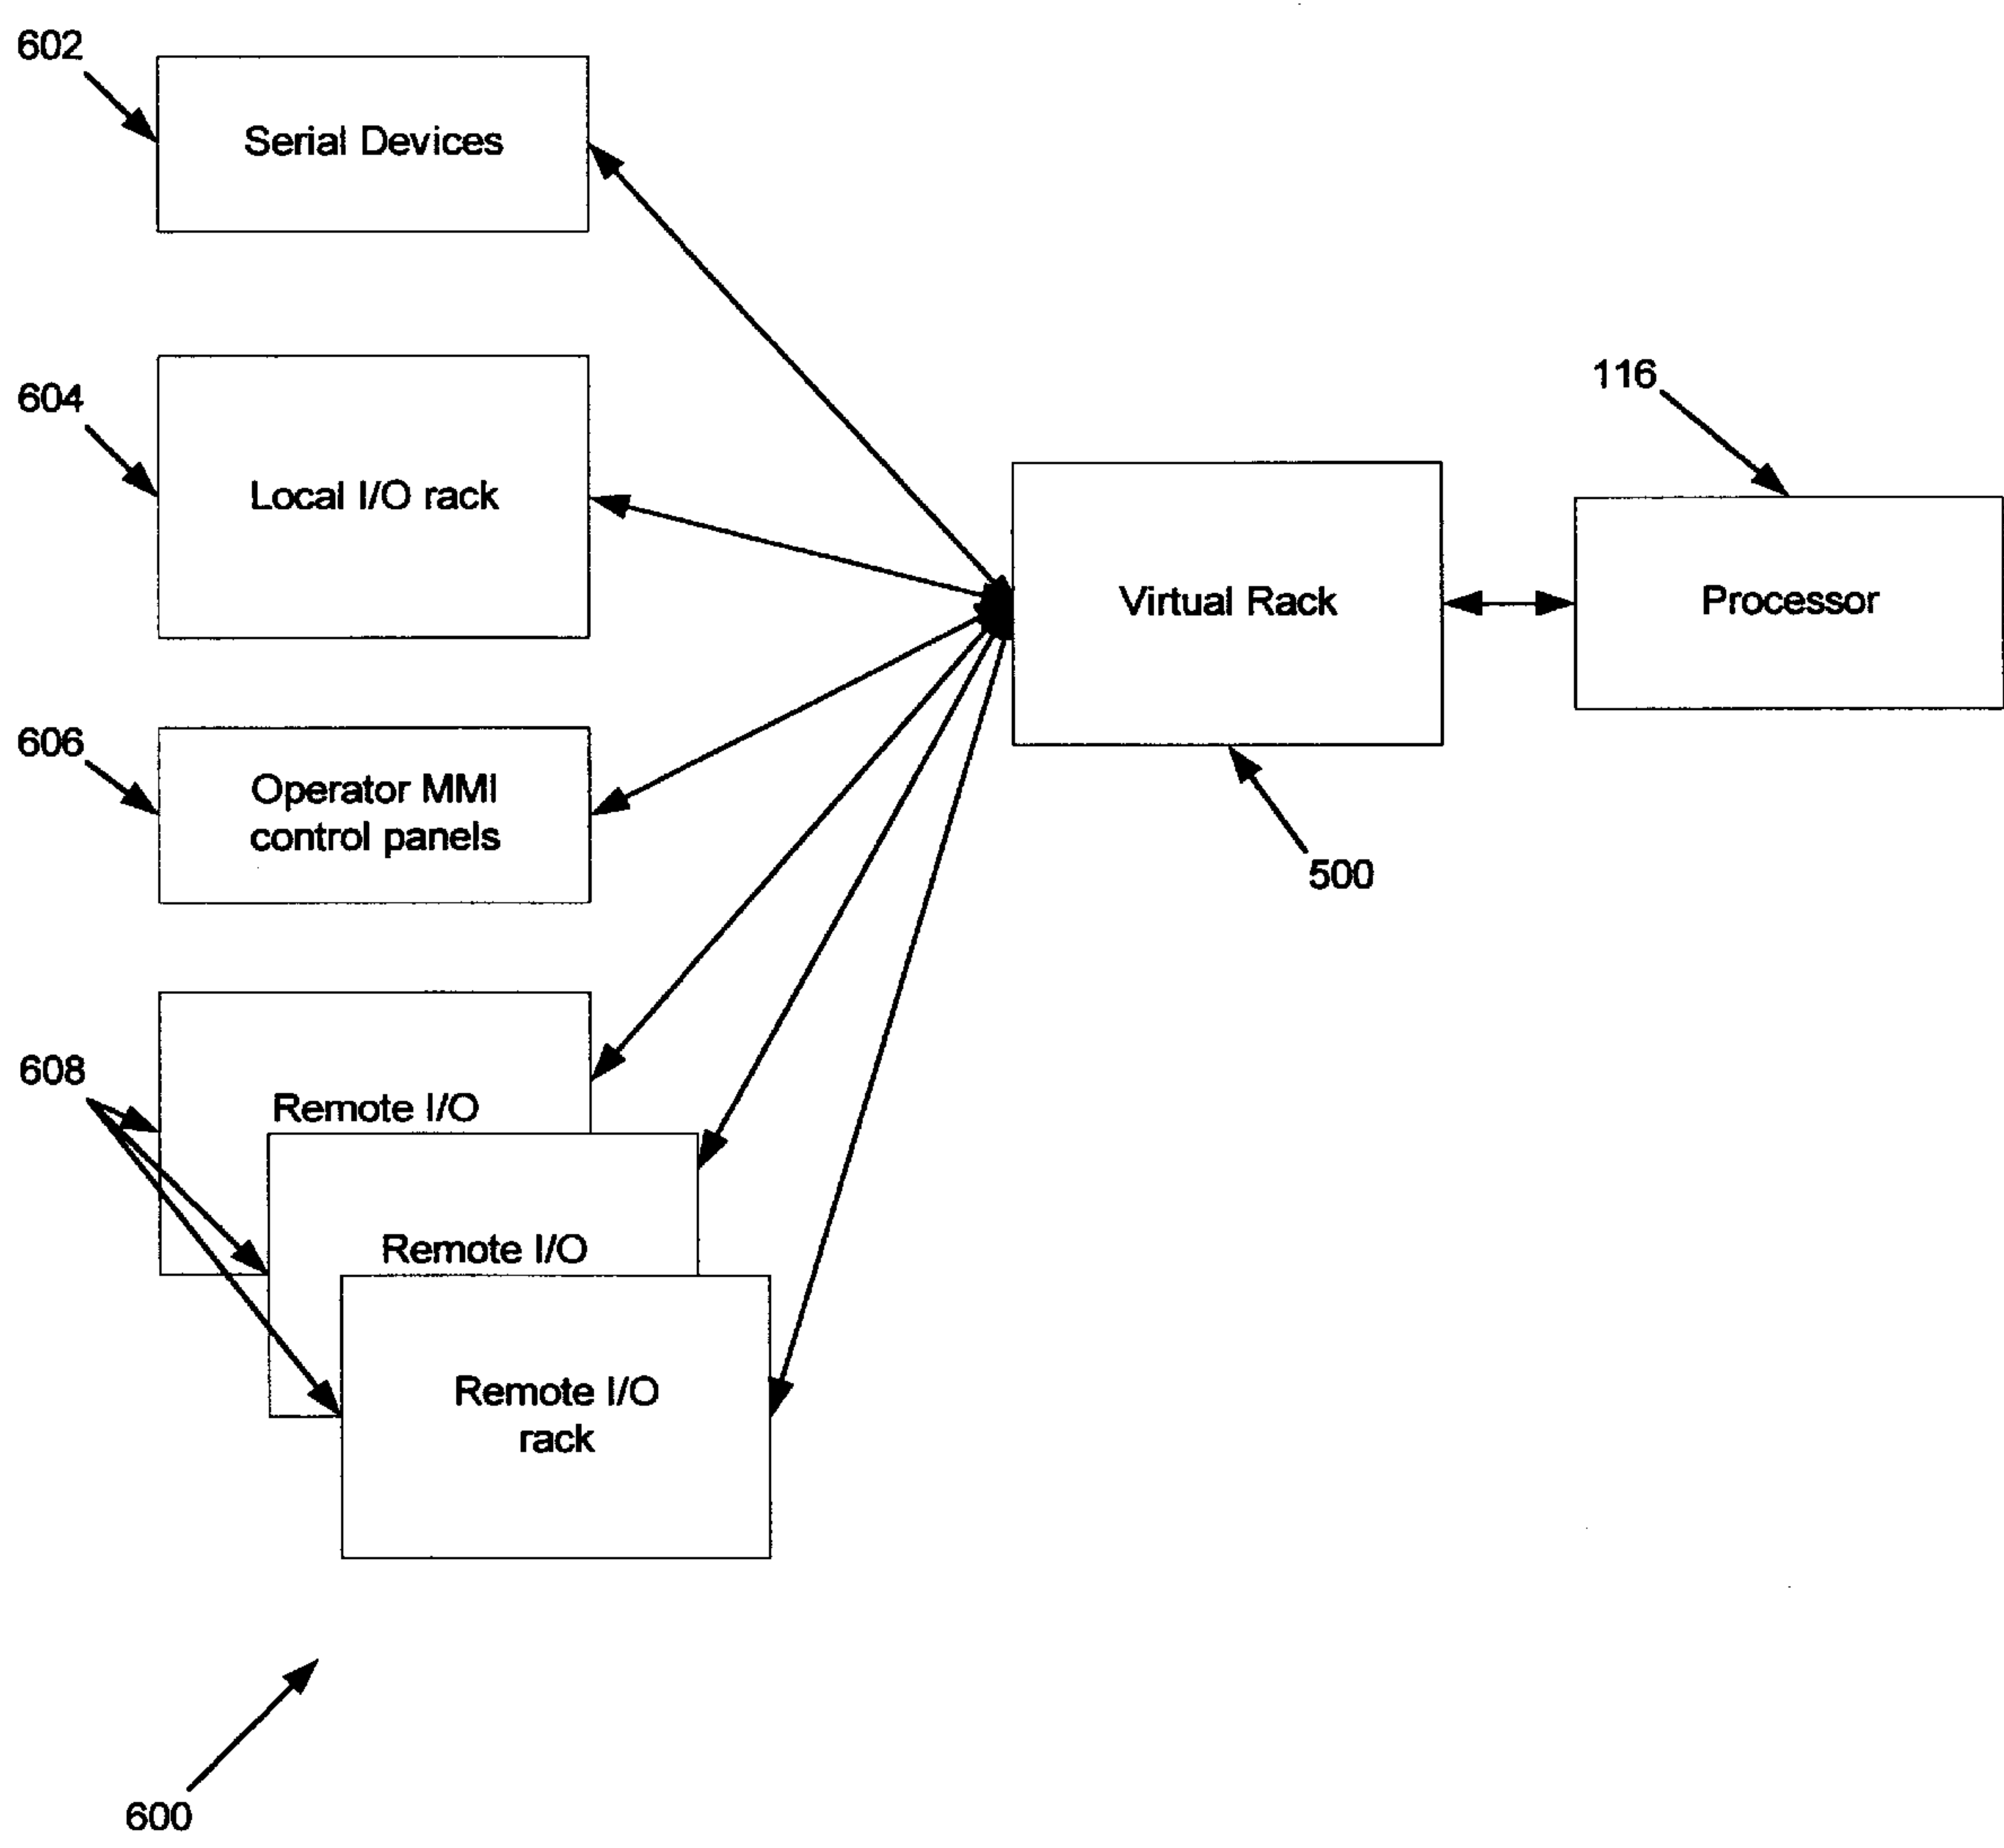 602
Serial Devices
604
Local I/O rack
116
Virtual Rack
Processor
606
Operator MMI
control panels
500
608
Remote I/O
Remote I/O
Remote I/O
rack
600